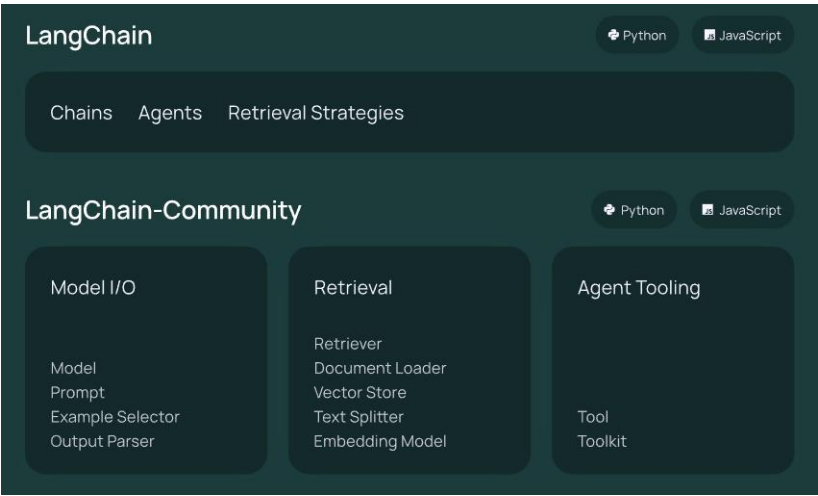 LangChain
Python
JavaScript
Chains Agents Retrieval Strategies
LangChain-Community
Python
JavaScript
Model I/O
Model
Prompt
Example Selector
Output Parser
Retrieval
Retriever
Document Loader
Vector Store
Text Splitter
Embedding Model
Agent Tooling
Tool
Toolkit